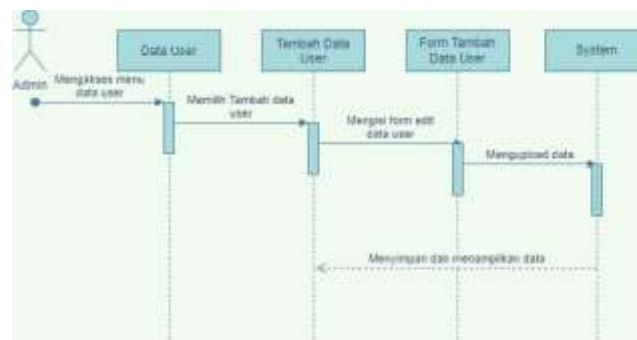 Data User
Tambah Data
User
Form Tambah
Data User
System
Admin
Mengakses menu
data user
Memilih Tambah data
user
Mengisi form edit
data user
Mengupload data
Menyimpan dan menampilkan data